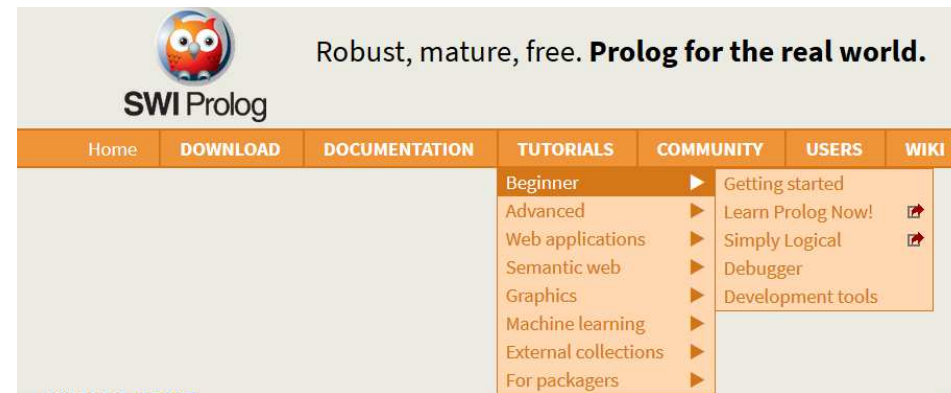 Robust, mature, free. Prolog for the real world.
SWI Prolog
Home DOWNLOAD DOCUMENTATION TUTORIALS COMMUNITY USERS WIKI
Beginner
Advanced
Web applications
Semantic web
Graphics
Machine learning
External collections
For packagers
Getting started
Learn Prolog Now!
Simply Logical
Debugger
Development tools